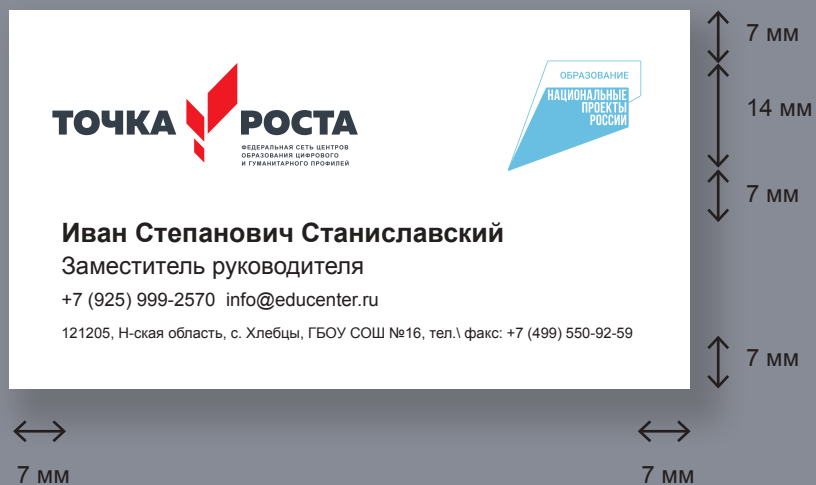 7 мм
ОБРАЗОВАНИЕ
НАЦИОНАЛЬНЫЕ
ПРОЕКТЫ
РОССИИ
14 мм
ТОЧКА РОСТА
ФЕДЕРАЛЬНАЯ СЕТЬ ЦЕНТРОВ
ОБРАЗОВАНИЯ ЦИФРОВОГО
И ГУМАНИТАРНОГО ПРОФИЛЕЙ
7 мм
Иван Степанович Станиславский
Заместитель руководителя
+7 (925) 999-2570 info@educenter.ru
121205, Н-ская область, с. Хлебцы, ГБОУ СОШ №16, тел.\ факс: +7 (499) 550-92-59
7 мм
7 мм
7 мм